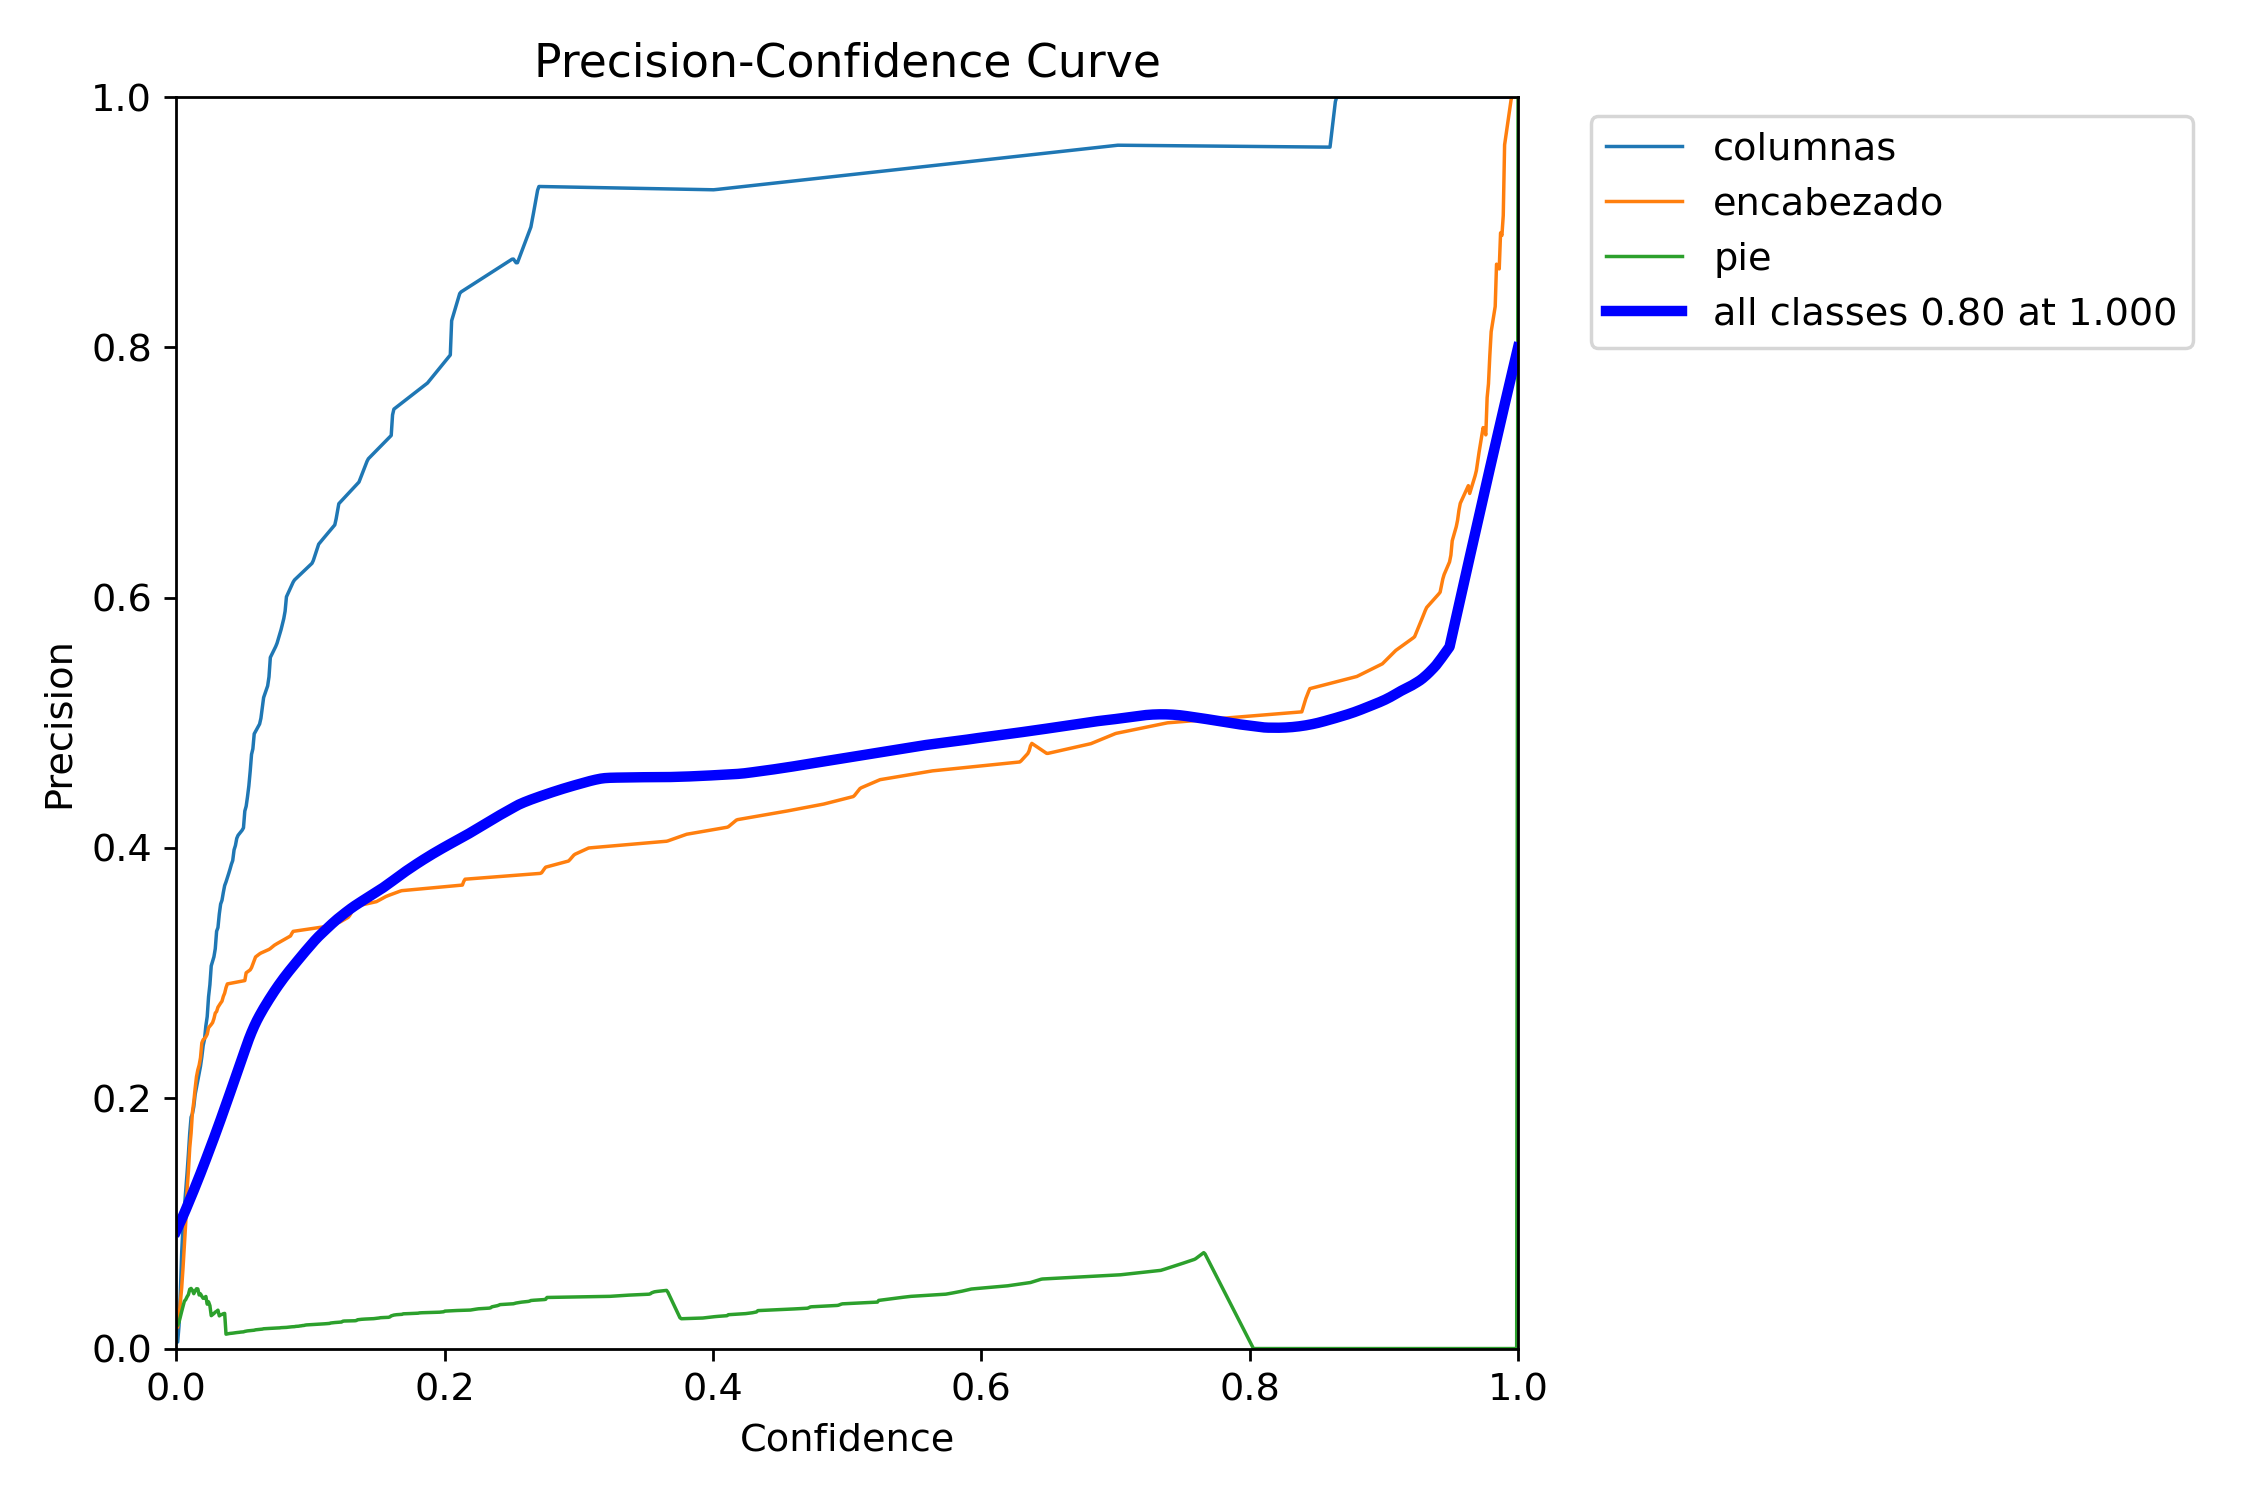 Precision-Confidence Curve
1.0
0.8
0.6
0.4
0.2
0.0
Precision
0.0 0.2 0.4 0.6 0.8 1.0
Confidence
columnas
encabezado
pie
all classes 0.80 at 1.000